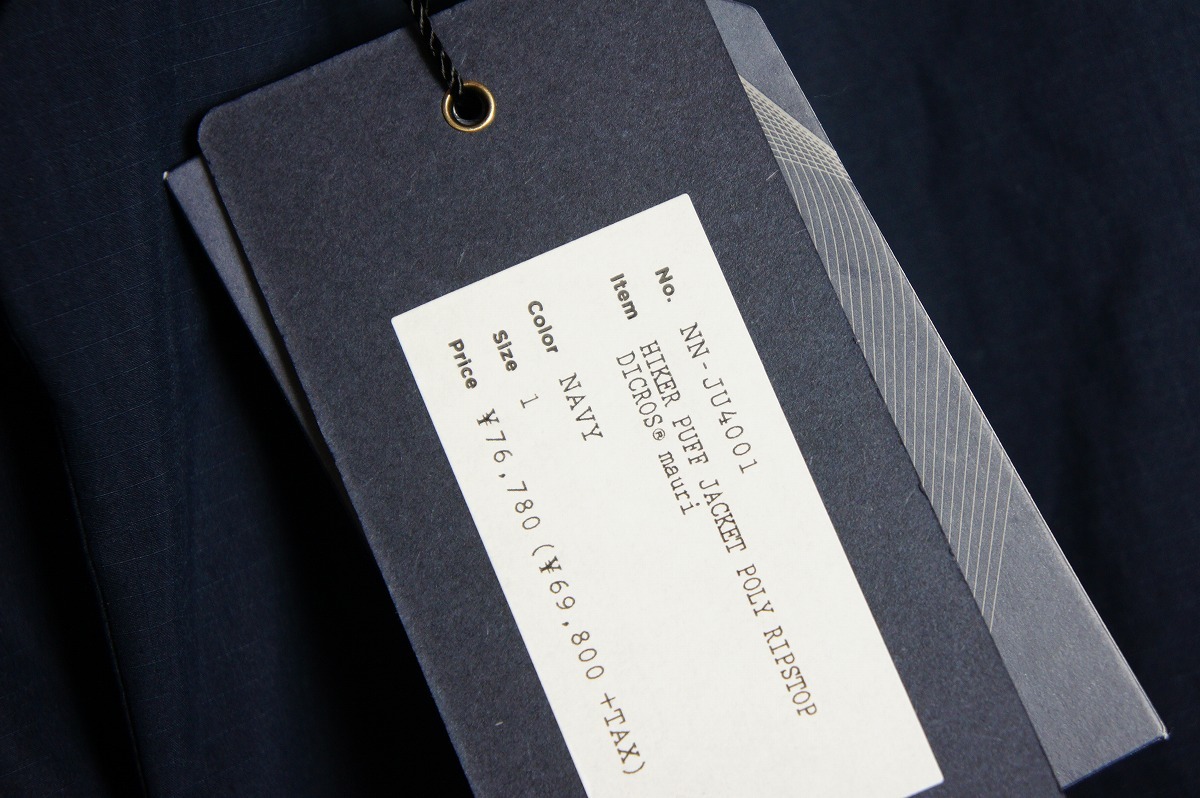 No. NN-JU4001
Item HIKER PUFF JACKET POLY RIPSTOP
DICROS® mauri
Color NAVY
Size 1
Price ¥76,780(¥69,800+TAX)